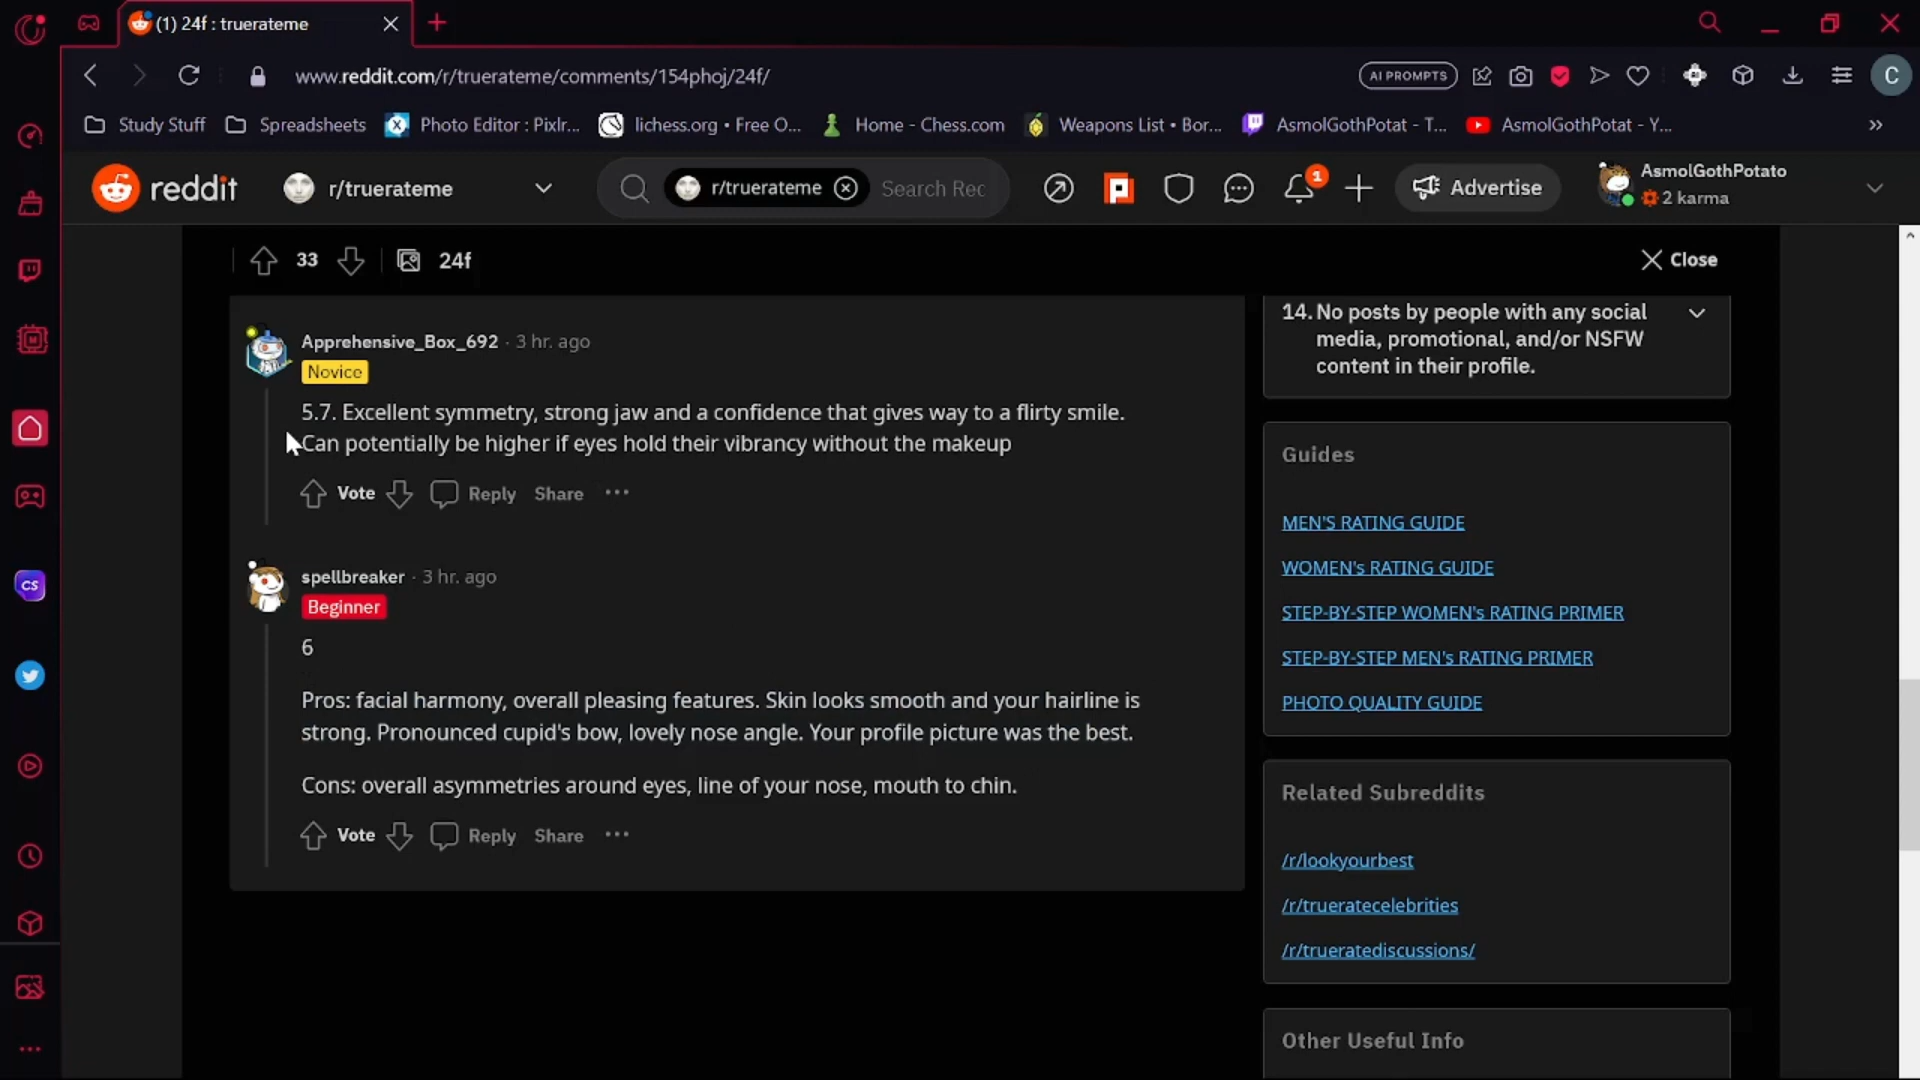 (1) 24f : truerateme
www.reddit.com/r/truerateme/comments/154phoj/24f/
AI PROMPTS
C
Study Stuff
Spreadsheets
Photo Editor : Pixlr...
lichess.org • Free O...
Home - Chess.com
Weapons List • Bor...
AsmolGothPotat - T...
AsmolGothPotat - Y...
reddit
r/truerateme
r/truerateme
Search Rec
1
Advertise
AsmolGothPotato
2 karma
33
24f
Close
Apprehensive_Box_692 · 3 hr. ago
Novice
5.7. Excellent symmetry, strong jaw and a confidence that gives way to a flirty smile.
Can potentially be higher if eyes hold their vibrancy without the makeup
Vote
Reply
Share
spellbreaker · 3 hr. ago
Beginner
6
Pros: facial harmony, overall pleasing features. Skin looks smooth and your hairline is
strong. Pronounced cupid's bow, lovely nose angle. Your profile picture was the best.
Cons: overall asymmetries around eyes, line of your nose, mouth to chin.
Vote
Reply
Share
14. No posts by people with any social
media, promotional, and/or NSFW
content in their profile.
Guides
MEN'S RATING GUIDE
WOMEN's RATING GUIDE
STEP-BY-STEP WOMEN's RATING PRIMER
STEP-BY-STEP MEN's RATING PRIMER
PHOTO QUALITY GUIDE
Related Subreddits
/r/lookyourbest
/r/trueratecelebrities
/r/trueratediscussions/
Other Useful Info
CS